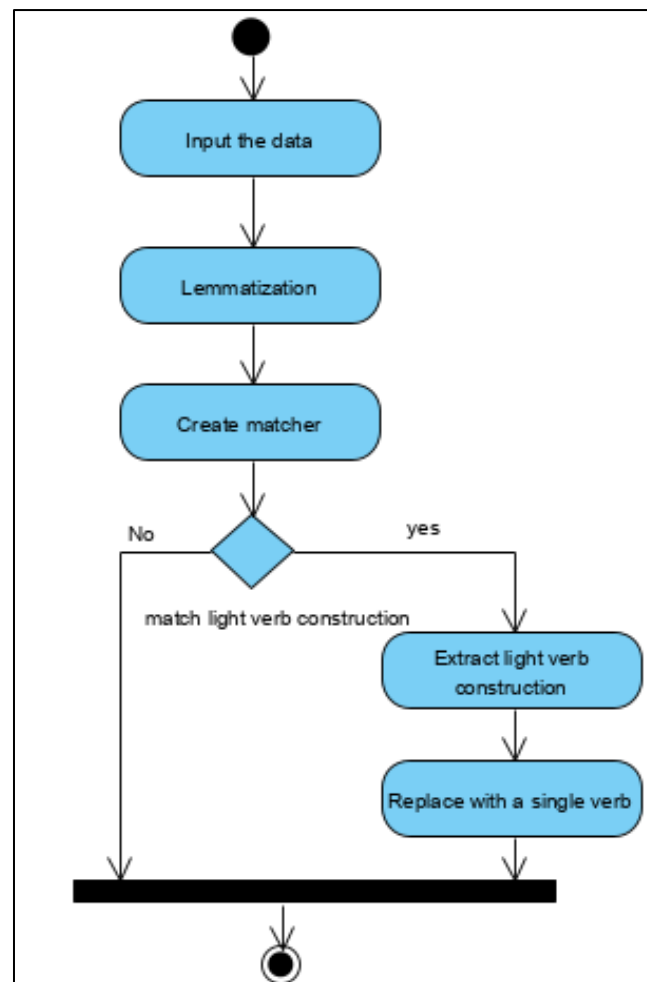 Input the data
Lemmatization
Create matcher
No
yes
match light verb construction
Extract light verb
construction
Replace with a single verb